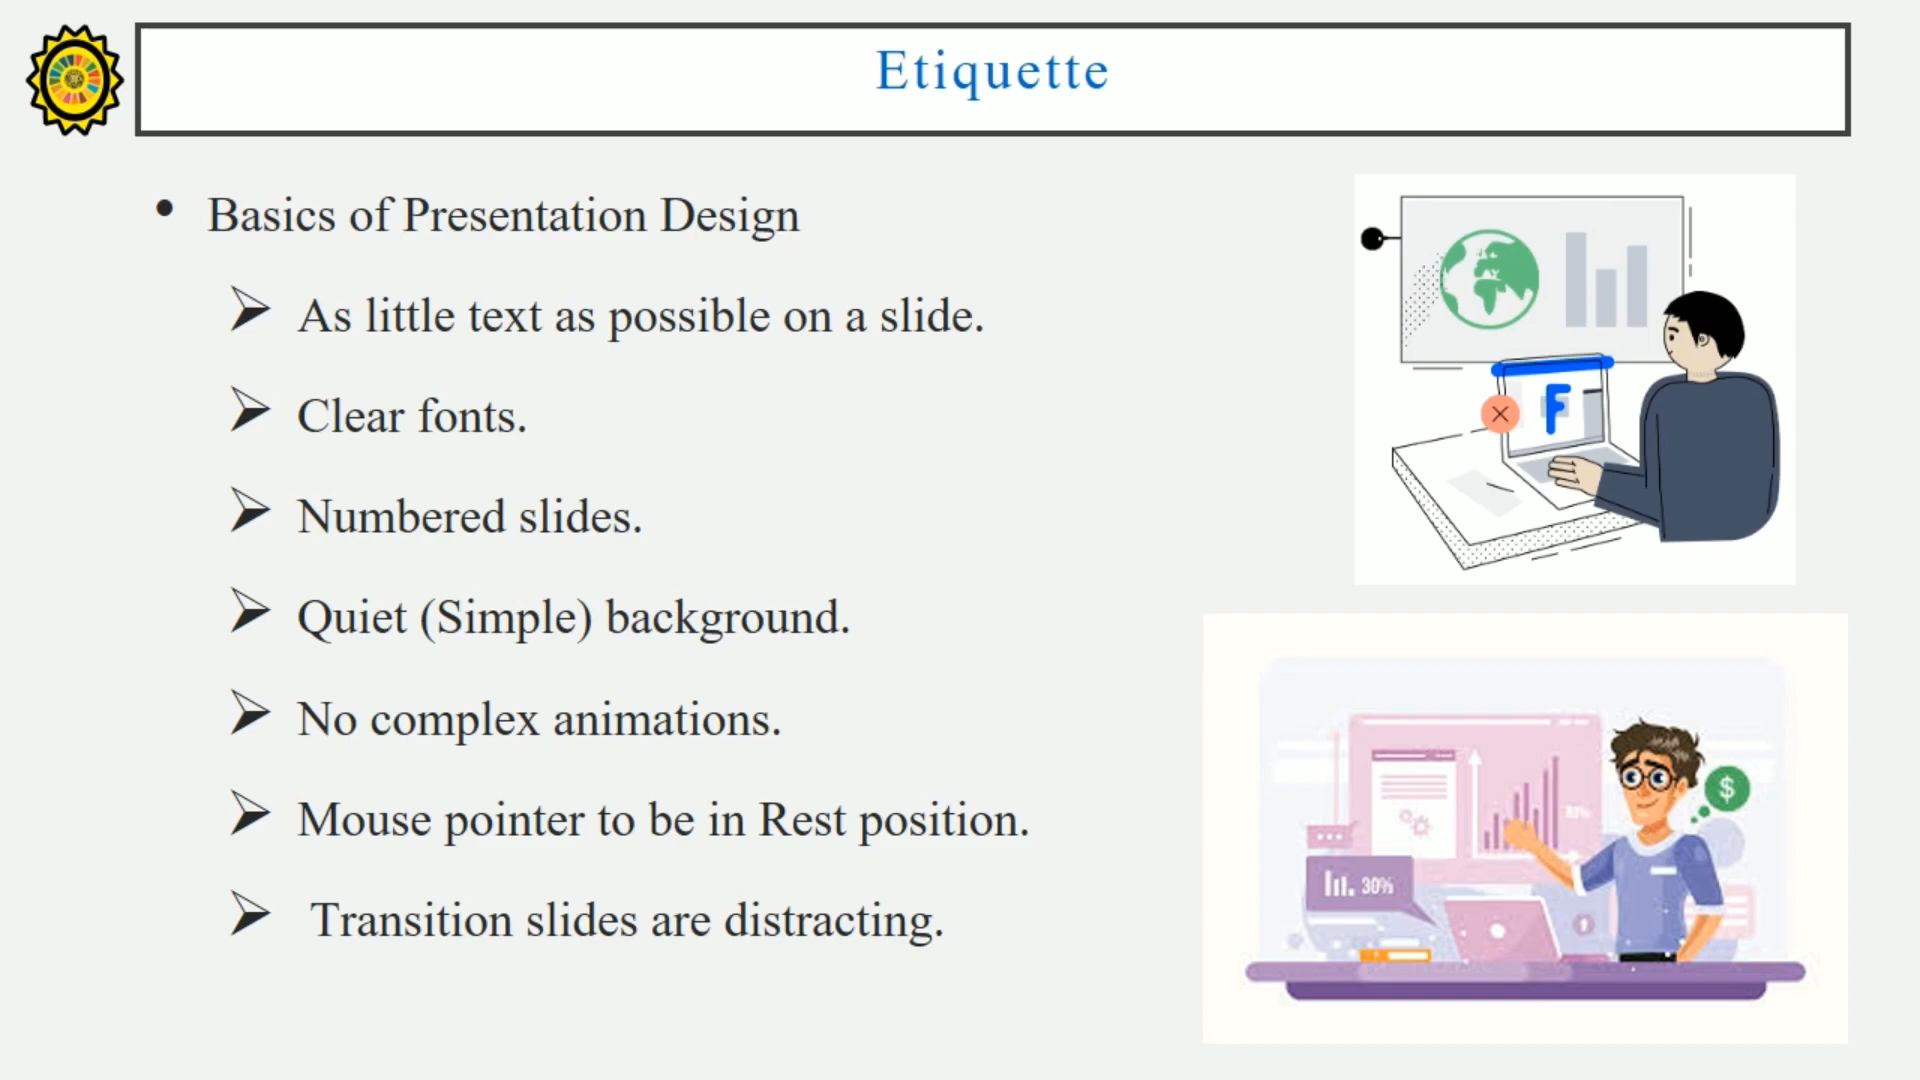 Etiquette
• Basics of Presentation Design
➢ As little text as possible on a slide.
➢ Clear fonts.
➢ Numbered slides.
➢ Quiet (Simple) background.
➢ No complex animations.
➢ Mouse pointer to be in Rest position.
➢ Transition slides are distracting.
F
$
30%